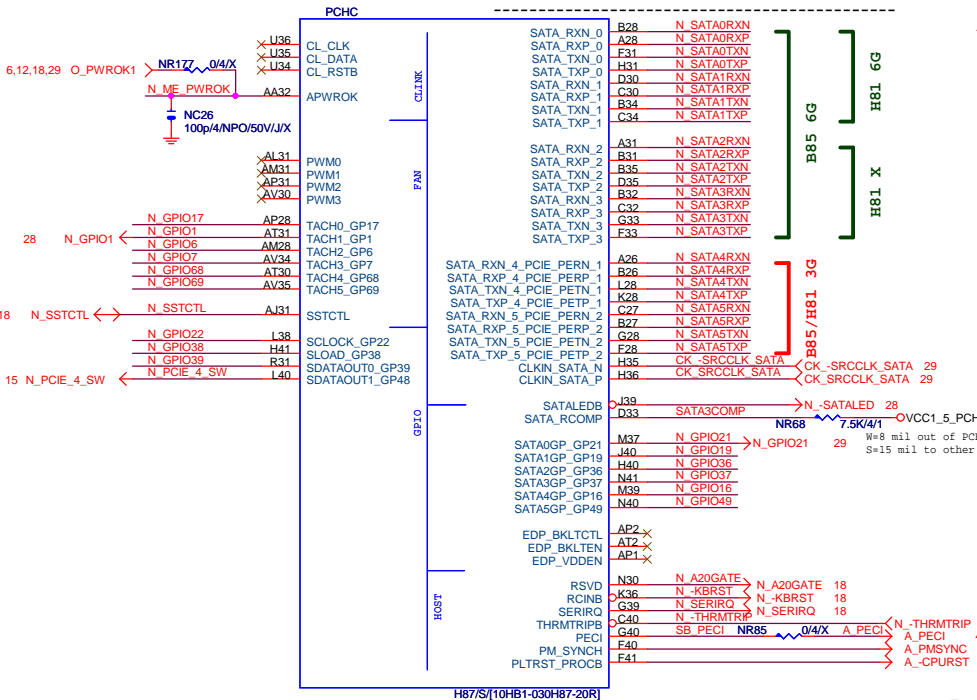 PCHC
U36 CL_CLK
U35 CL_DATA
U34 CL_RSTB
6,12,18,29 O_PWROK1 NR177 0/4/X
N_ME_PWROK AA32 APWROK
NC26
100p/4/NPO/50V/J/X
CLINK
AL31 PWM0
AM31 PWM1
AP31 PWM2
AV30 PWM3
FAN
N_GPIO17 AP28 TACH0_GP17
28 N_GPIO1 N_GPIO1 AT31 TACH1_GP1
N_GPIO6 AM28 TACH2_GP6
N_GPIO7 AV34 TACH3_GP7
N_GPIO68 AT30 TACH4_GP68
N_GPIO69 AV35 TACH5_GP69
18 N_SSTCTL N_SSTCTL AJ31 SSTCTL
N_GPIO22 L38 SCLOCK_GP22
N_GPIO38 H41 SLOAD_GP38
N_GPIO39 R31 SDATAOUT0_GP39
15 N_PCIE_4_SW N_PCIE_4_SW L40 SDATAOUT1_GP48
GPIO
HOST
SATA_RXN_0 B28 N_SATA0RXN
SATA_RXP_0 A28 N_SATA0RXP
SATA_TXN_0 F31 N_SATA0TXN
SATA_TXP_0 H31 N_SATA0TXP
SATA_RXN_1 D30 N_SATA1RXN
SATA_RXP_1 C30 N_SATA1RXP
SATA_TXN_1 B34 N_SATA1TXN
SATA_TXP_1 C34 N_SATA1TXP
SATA_RXN_2 A31 N_SATA2RXN
SATA_RXP_2 B31 N_SATA2RXP
SATA_TXN_2 B35 N_SATA2TXN
SATA_TXP_2 D35 N_SATA2TXP
SATA_RXN_3 B32 N_SATA3RXN
SATA_RXP_3 C32 N_SATA3RXP
SATA_TXN_3 G33 N_SATA3TXN
SATA_TXP_3 F33 N_SATA3TXP
B85 6G
H81 6G
H81 X
SATA_RXN_4_PCIE_PERN_1 A26 N_SATA4RXN
SATA_RXP_4_PCIE_PERP_1 B26 N_SATA4RXP
SATA_TXN_4_PCIE_PETN_1 L28 N_SATA4TXN
SATA_TXP_4_PCIE_PETP_1 K28 N_SATA4TXP
SATA_RXN_5_PCIE_PERN_2 C27 N_SATA5RXN
SATA_RXP_5_PCIE_PERP_2 B27 N_SATA5RXP
SATA_TXN_5_PCIE_PETN_2 G28 N_SATA5TXN
SATA_TXP_5_PCIE_PETP_2 F28 N_SATA5TXP
B85/H81 3G
CLKIN_SATA_N H35 CK_-SRCCLK_SATA CK_-SRCCLK_SATA 29
CLKIN_SATA_P H36 CK_SRCCLK_SATA CK_SRCCLK_SATA 29
SATALEDB J39 N_-SATALED 28
SATA_RCOMP D33 SATA3COMP NR68 7.5K/4/1 VCC1_5_PCH
W=8 mil out of PCH
S=15 mil to other
SATA0GP_GP21 M37 N_GPIO21 N_GPIO21 29
SATA1GP_GP19 J40 N_GPIO19
SATA2GP_GP36 H40 N_GPIO36
SATA3GP_GP37 N41 N_GPIO37
SATA4GP_GP16 M39 N_GPIO16
SATA5GP_GP49 N40 N_GPIO49
EDP_BKLTCTL AP2
EDP_BKLTEN AT2
EDP_VDDEN AP1
RSVD N30 N_A20GATE N_A20GATE 18
RCINB K36 N_-KBRST N_-KBRST 18
SERIRQ G39 N_SERIRQ N_SERIRQ 18
THRMTRIPB C40 N_-THRMTRIP N_-THRMTRIP
PECI G40 SB_PECI NR85 0/4/X A_PECI A_PECI
PM_SYNCH F40 A_PMSYNC
PLTRST_PROCB F41 A_-CPURST
H87/S/[10HB1-030H87-20R]